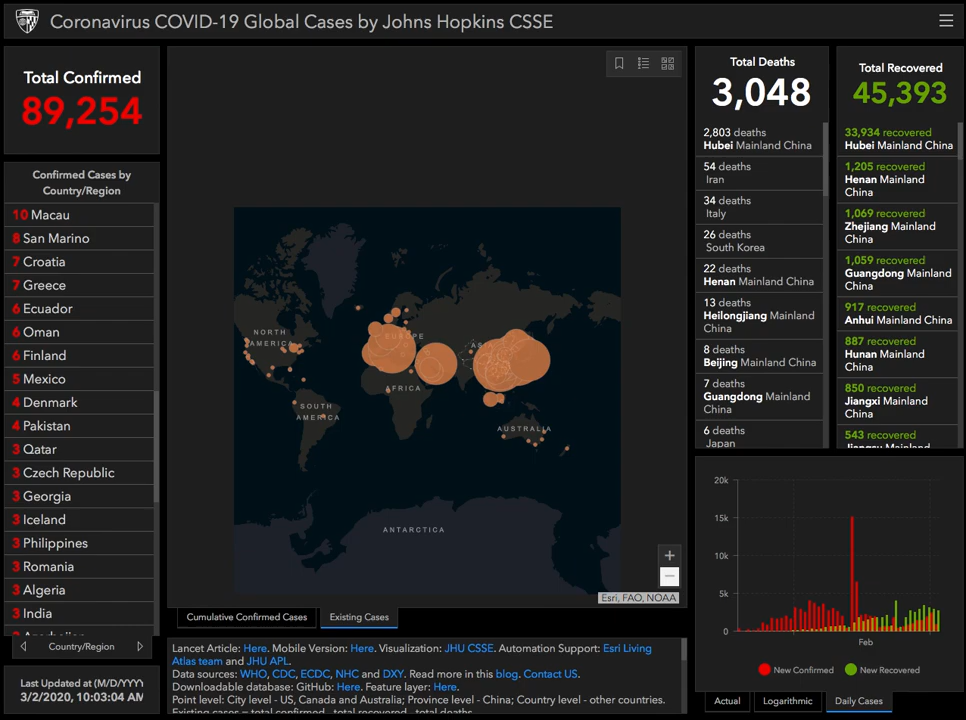 Coronavirus COVID-19 Global Cases by Johns Hopkins CSSE
Total Confirmed
89,254
Confirmed Cases by
Country/Region
10 Macau
8 San Marino
7 Croatia
7 Greece
6 Ecuador
6 Oman
6 Finland
5 Mexico
4 Denmark
4 Pakistan
3 Qatar
3 Czech Republic
3 Georgia
3 Iceland
3 Philippines
3 Romania
3 Algeria
3 India
3 Azerbaijan
Country/Region
Last Updated at (M/D/YYYY)
3/2/2020, 10:03:04 AM
NORTH
AMERICA
EUROPE
AFRICA
SOUTH
AMERICA
AUSTRALIA
ANTARCTICA
Esri, FAO, NOAA
Cumulative Confirmed Cases
Existing Cases
Lancet Article: Here. Mobile Version: Here. Visualization: JHU CSSE. Automation Support: Esri Living
Atlas team and JHU APL.
Data sources: WHO, CDC, ECDC, NHC and DXY. Read more in this blog. Contact US.
Downloadable database: GitHub: Here. Feature layer: Here.
Point level: City level - US, Canada and Australia; Province level - China; Country level - other countries.
Existing cases = total confirmed - total recovered - total deaths.
Total Deaths
3,048
2,803 deaths
Hubei Mainland China
54 deaths
Iran
34 deaths
Italy
26 deaths
South Korea
22 deaths
Henan Mainland China
13 deaths
Heilongjiang Mainland
China
8 deaths
Beijing Mainland China
7 deaths
Guangdong Mainland
China
6 deaths
Japan
Total Recovered
45,393
33,934 recovered
Hubei Mainland China
1,205 recovered
Henan Mainland
China
1,069 recovered
Zhejiang Mainland
China
1,059 recovered
Guangdong Mainland
China
917 recovered
Anhui Mainland China
887 recovered
Hunan Mainland
China
850 recovered
Jiangxi Mainland
China
543 recovered
Jiangsu Mainland
20k
15k
10k
5k
0
Feb
New Confirmed
New Recovered
Actual
Logarithmic
Daily Cases